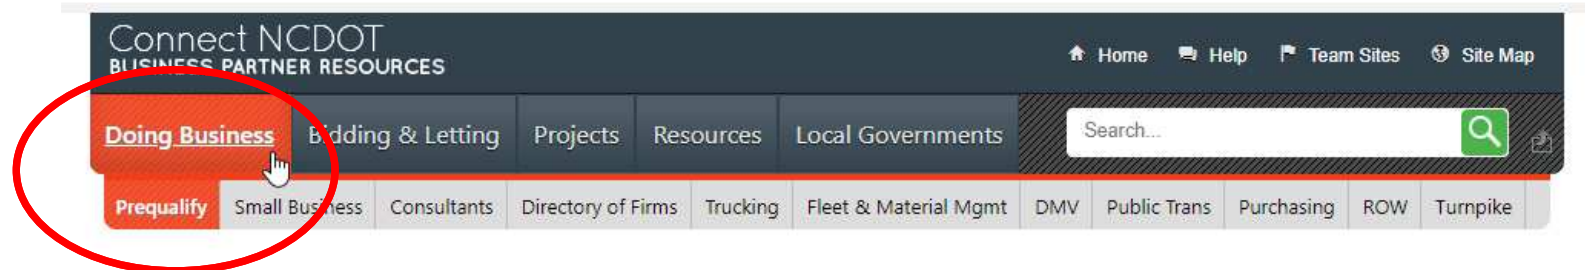 Connect NCDOT
BUSINESS PARTNER RESOURCES
Home Help Team Sites Site Map
Doing Business Bidding & Letting Projects Resources Local Governments Search...
Prequalify Small Business Consultants Directory of Firms Trucking Fleet & Material Mgmt DMV Public Trans Purchasing ROW Turnpike